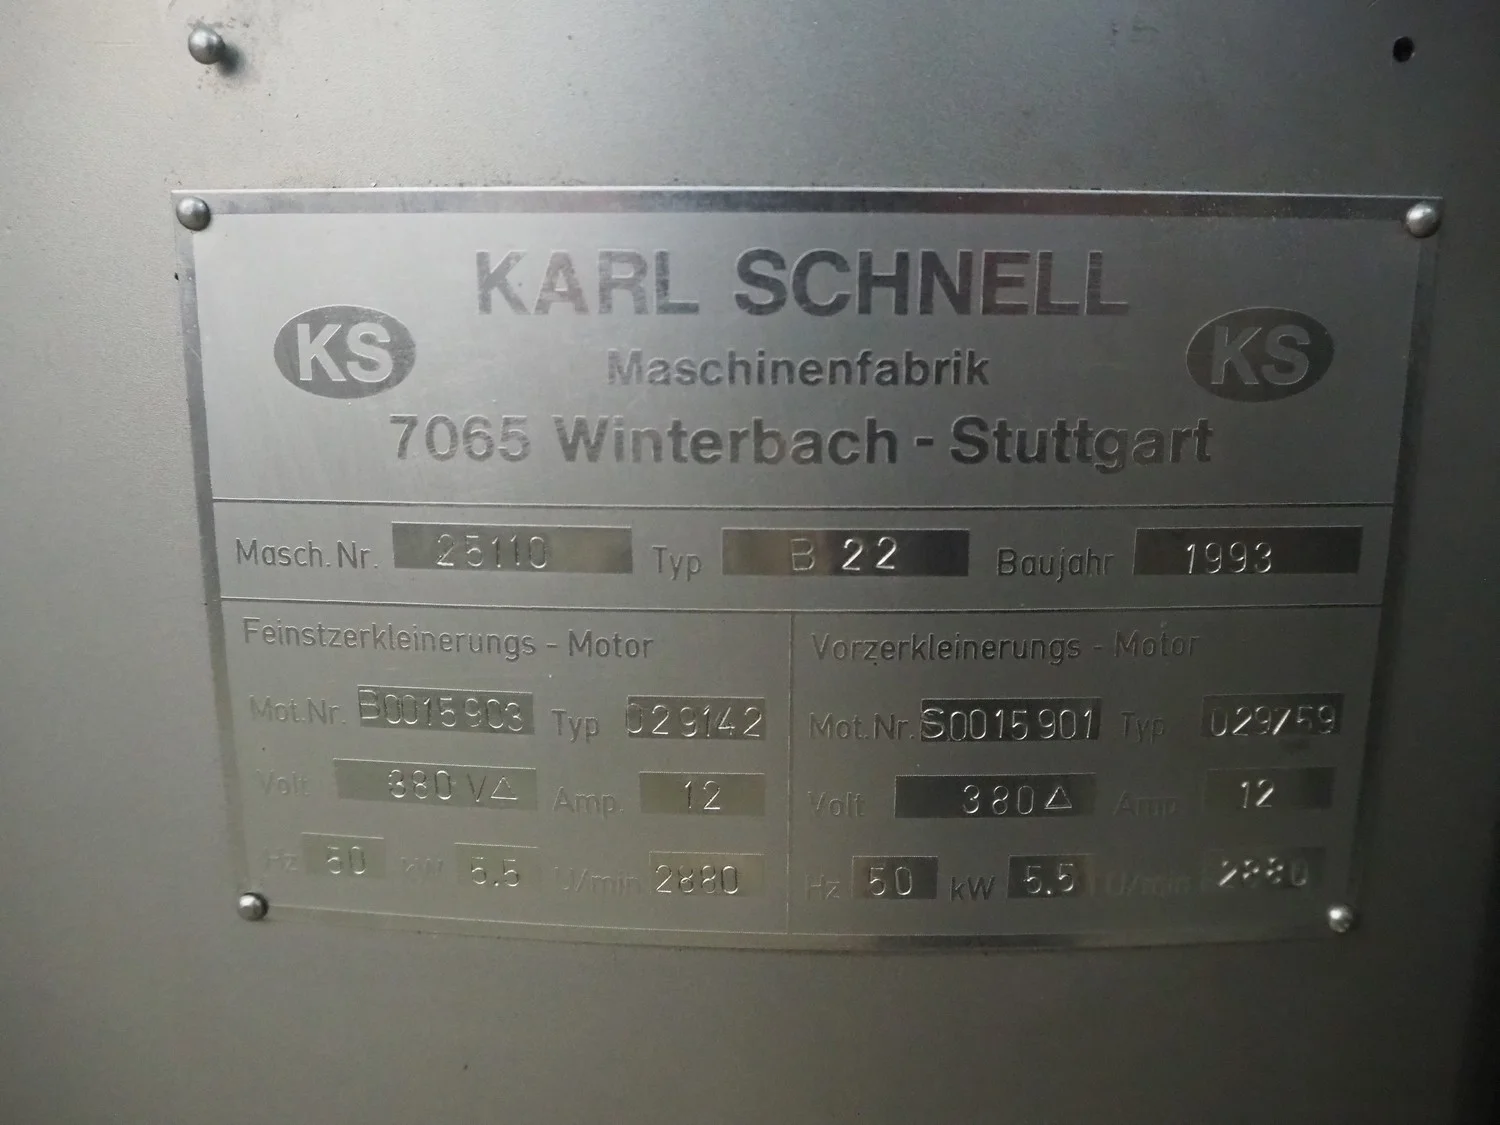 KARL SCHNELL
KS Maschinenfabrik KS
7065 Winterbach - Stuttgart
Masch. Nr. 25110 Typ B 22 Baujahr 1993
Feinstzerkleinerungs - Motor
Mot.Nr. B0015903 Typ 029142
Volt 380 V△ Amp. 12
Hz 50 kW 5.5 U/min 2880
Vorzerkleinerungs - Motor
Mot.Nr. S0015901 Typ 029759
Volt 380△ Amp 12
Hz 50 kW 5.5 U/min 2880